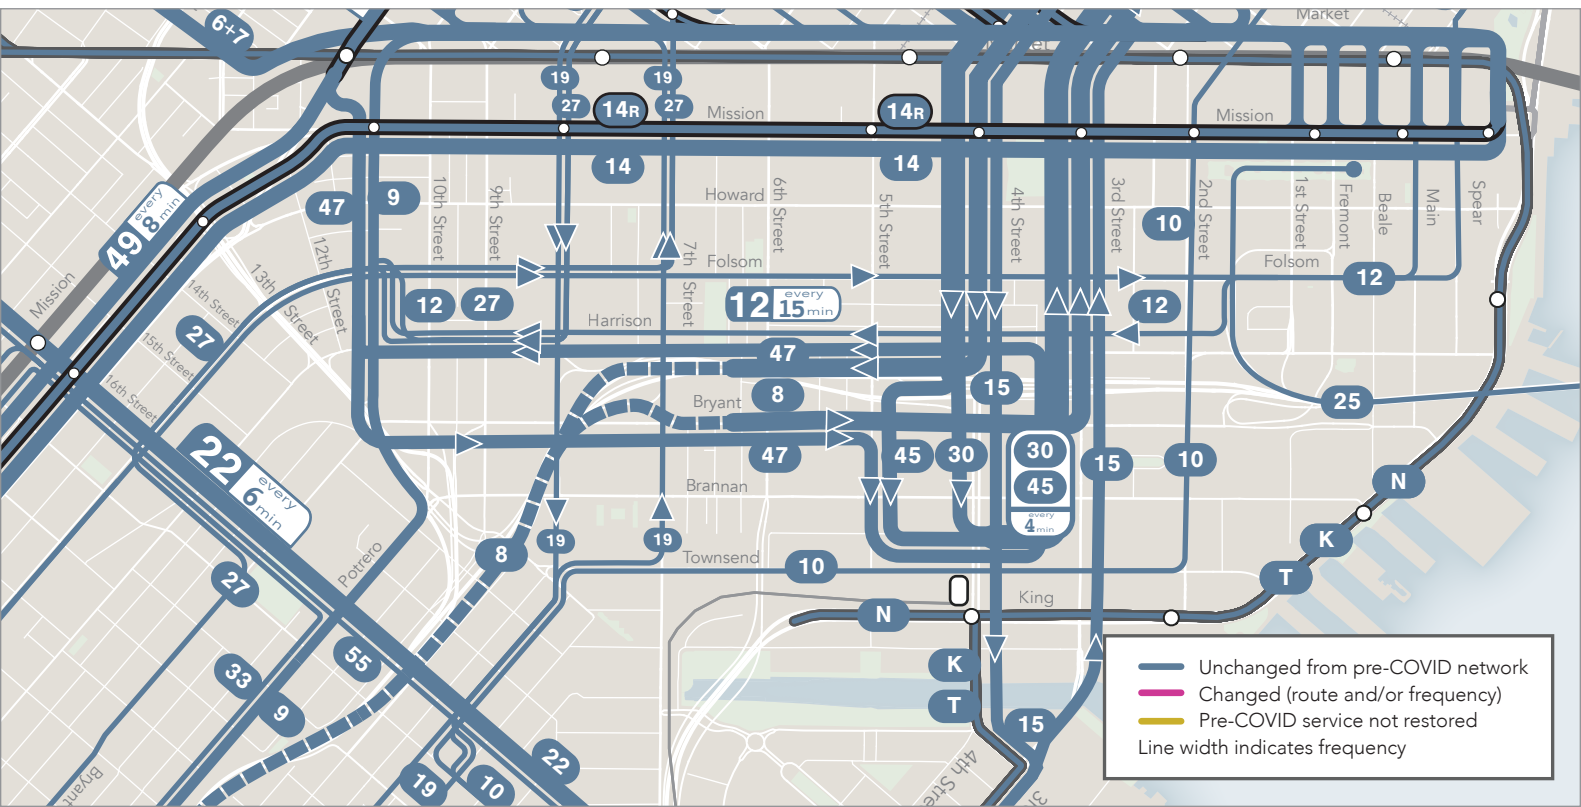 6+7
Market
Market
19
27
14R
19
27
Mission
14R
Mission
14
14
49 every 8 min
47
9
10th Street
9th Street
Howard
6th Street
5th Street
4th Street
3rd Street
10
2nd Street
1st Street
Fremont
Beale
Main
Spear
Mission
12th Street
13th Street
14th Street
15th Street
16th Street
27
12
27
7th Street
Folsom
12 every 15 min
12
Folsom
12
Harrison
47
8
15
25
Bryant
47
45
30
30
45
every
4 min
15
10
22 every 6 min
Brannan
N
K
T
8
19
19
Townsend
10
King
N
Potrero
27
55
33
9
K
T
15
22
19
10
Bryant
4th Stre
3r
Unchanged from pre-COVID network
Changed (route and/or frequency)
Pre-COVID service not restored
Line width indicates frequency